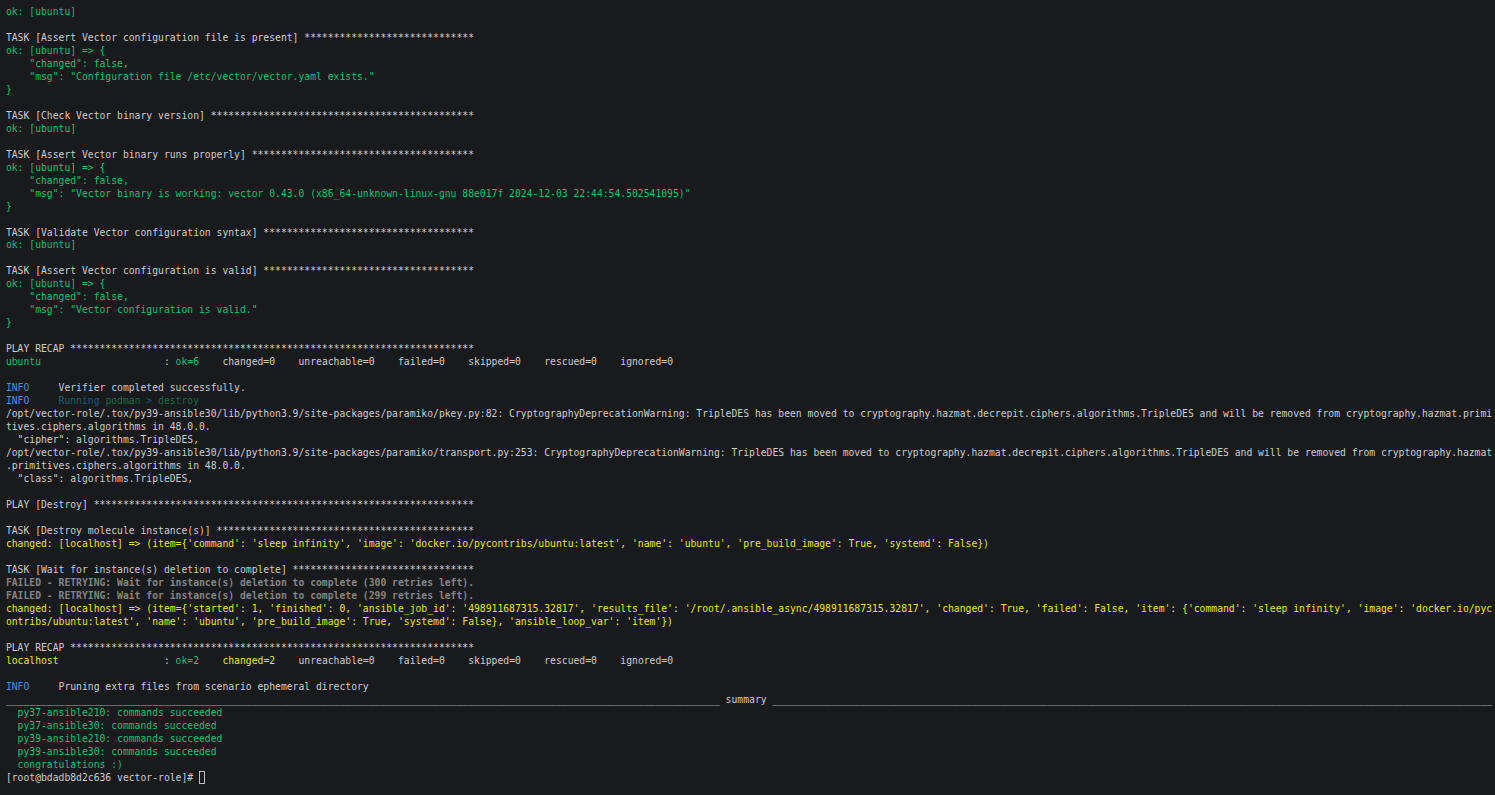 ok: [ubuntu]
TASK [Assert Vector configuration file is present] *****************************
ok: [ubuntu] => {
    "changed": false,
    "msg": "Configuration file /etc/vector/vector.yaml exists."
}
TASK [Check Vector binary version] *********************************************
ok: [ubuntu]
TASK [Assert Vector binary runs properly] **************************************
ok: [ubuntu] => {
    "changed": false,
    "msg": "Vector binary is working: vector 0.43.0 (x86_64-unknown-linux-gnu 88e017f 2024-12-03 22:44:54.502541095)"
}
TASK [Validate Vector configuration syntax] ************************************
ok: [ubuntu]
TASK [Assert Vector configuration is valid] ************************************
ok: [ubuntu] => {
    "changed": false,
    "msg": "Vector configuration is valid."
}
PLAY RECAP *********************************************************************
ubuntu                     : ok=6    changed=0    unreachable=0    failed=0    skipped=0    rescued=0    ignored=0
INFO     Verifier completed successfully.
INFO     Running podman > destroy
/opt/vector-role/.tox/py39-ansible30/lib/python3.9/site-packages/paramiko/pkey.py:82: CryptographyDeprecationWarning: TripleDES has been moved to cryptography.hazmat.decrepit.ciphers.algorithms.TripleDES and will be removed from cryptography.hazmat.primi
tives.ciphers.algorithms in 48.0.0.
  "cipher": algorithms.TripleDES,
/opt/vector-role/.tox/py39-ansible30/lib/python3.9/site-packages/paramiko/transport.py:253: CryptographyDeprecationWarning: TripleDES has been moved to cryptography.hazmat.decrepit.ciphers.algorithms.TripleDES and will be removed from cryptography.hazmat
.primitives.ciphers.algorithms in 48.0.0.
  "class": algorithms.TripleDES,
PLAY [Destroy] *****************************************************************
TASK [Destroy molecule instance(s)] ********************************************
changed: [localhost] => (item={'command': 'sleep infinity', 'image': 'docker.io/pycontribs/ubuntu:latest', 'name': 'ubuntu', 'pre_build_image': True, 'systemd': False})
TASK [Wait for instance(s) deletion to complete] *******************************
FAILED - RETRYING: Wait for instance(s) deletion to complete (300 retries left).
FAILED - RETRYING: Wait for instance(s) deletion to complete (299 retries left).
changed: [localhost] => (item={'started': 1, 'finished': 0, 'ansible_job_id': '498911687315.32817', 'results_file': '/root/.ansible_async/498911687315.32817', 'changed': True, 'failed': False, 'item': {'command': 'sleep infinity', 'image': 'docker.io/pyc
ontribs/ubuntu:latest', 'name': 'ubuntu', 'pre_build_image': True, 'systemd': False}, 'ansible_loop_var': 'item'})
PLAY RECAP *********************************************************************
localhost                  : ok=2    changed=2    unreachable=0    failed=0    skipped=0    rescued=0    ignored=0
INFO     Pruning extra files from scenario ephemeral directory
summary
  py37-ansible210: commands succeeded
  py37-ansible30: commands succeeded
  py39-ansible210: commands succeeded
  py39-ansible30: commands succeeded
  congratulations :)
[root@bdadb8d2c636 vector-role]#